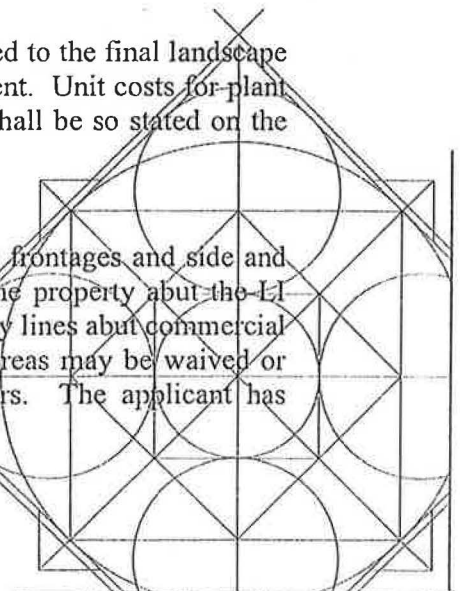 ed to the final landscape
ent. Unit costs for plant
hall be so stated on the
frontages and side and
ne property abut the LI
y lines abut commercial
reas may be waived or
rs. The applicant has